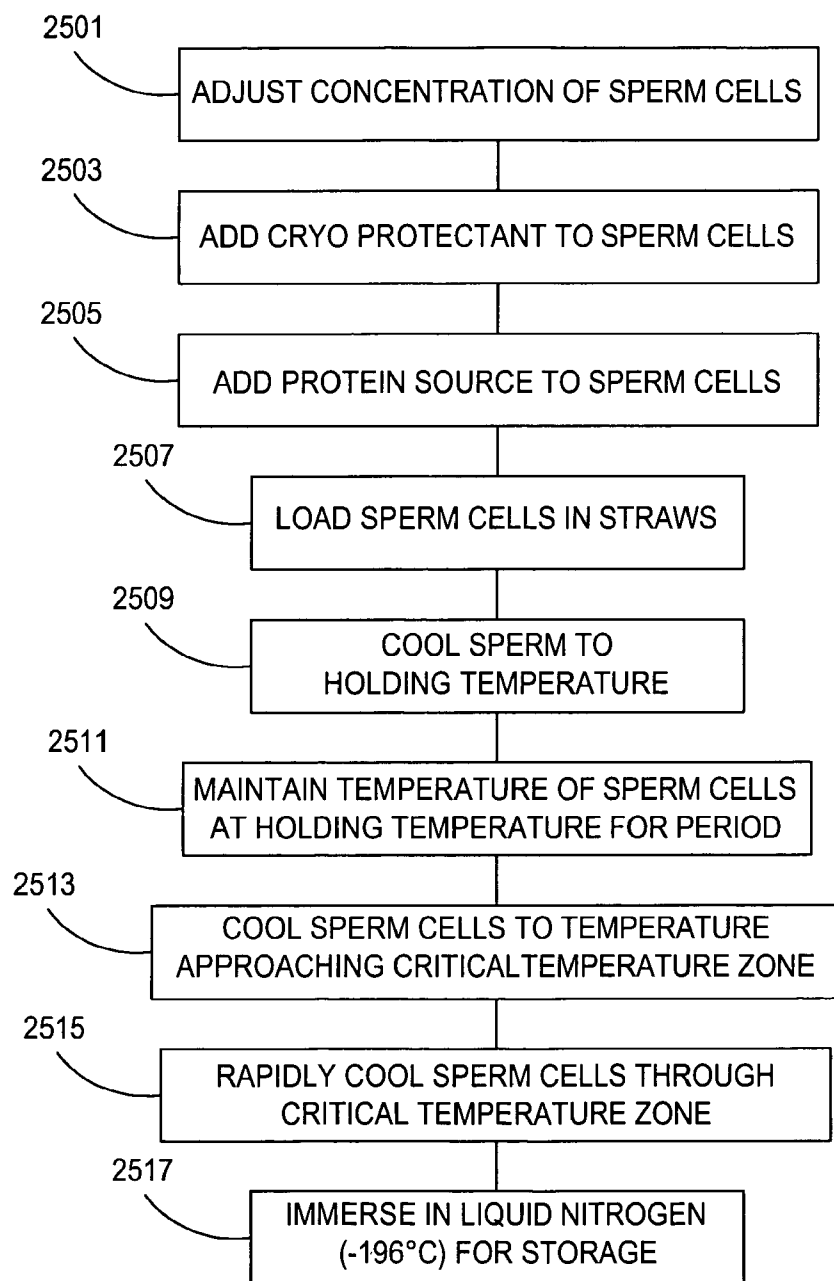 2501
ADJUST CONCENTRATION OF SPERM CELLS
2503
ADD CRYO PROTECTANT TO SPERM CELLS
2505
ADD PROTEIN SOURCE TO SPERM CELLS
2507
LOAD SPERM CELLS IN STRAWS
2509
COOL SPERM TO
HOLDING TEMPERATURE
2511
MAINTAIN TEMPERATURE OF SPERM CELLS
AT HOLDING TEMPERATURE FOR PERIOD
2513
COOL SPERM CELLS TO TEMPERATURE
APPROACHING CRITICALTEMPERATURE ZONE
2515
RAPIDLY COOL SPERM CELLS THROUGH
CRITICAL TEMPERATURE ZONE
2517
IMMERSE IN LIQUID NITROGEN
(-196°C) FOR STORAGE